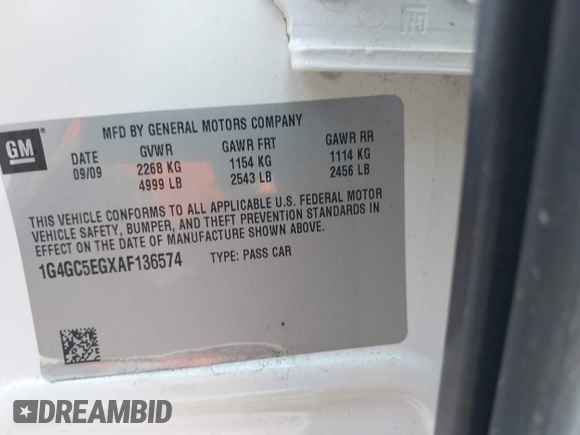 MFD BY GENERAL MOTORS COMPANY
GM
DATE GVWR GAWR FRT GAWR RR
09/09 2268 KG 1154 KG 1114 KG
4999 LB 2543 LB 2456 LB
THIS VEHICLE CONFORMS TO ALL APPLICABLE U.S. FEDERAL MOTOR
VEHICLE SAFETY, BUMPER, AND THEFT PREVENTION STANDARDS IN
EFFECT ON THE DATE OF MANUFACTURE SHOWN ABOVE.
1G4GC5EGXAF136574 TYPE: PASS CAR
DREAMBID